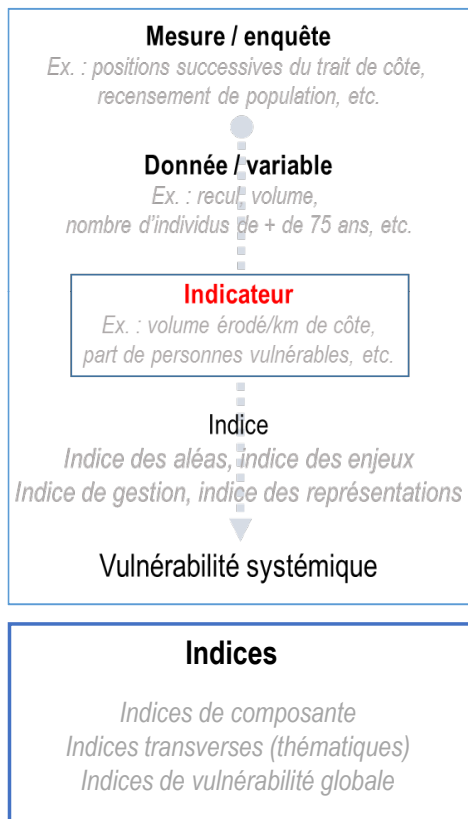 Mesure / enquête
Ex. : positions successives du trait de côte,
recensement de population, etc.
Donnée / variable
Ex. : recul, volume,
nombre d'individus de + de 75 ans, etc.
Indicateur
Ex. : volume érodé/km de côte,
part de personnes vulnérables, etc.
Indice
Indice des aléas, indice des enjeux
Indice de gestion, indice des représentations
Vulnérabilité systémique
Indices
Indices de composante
Indices transverses (thématiques)
Indices de vulnérabilité globale